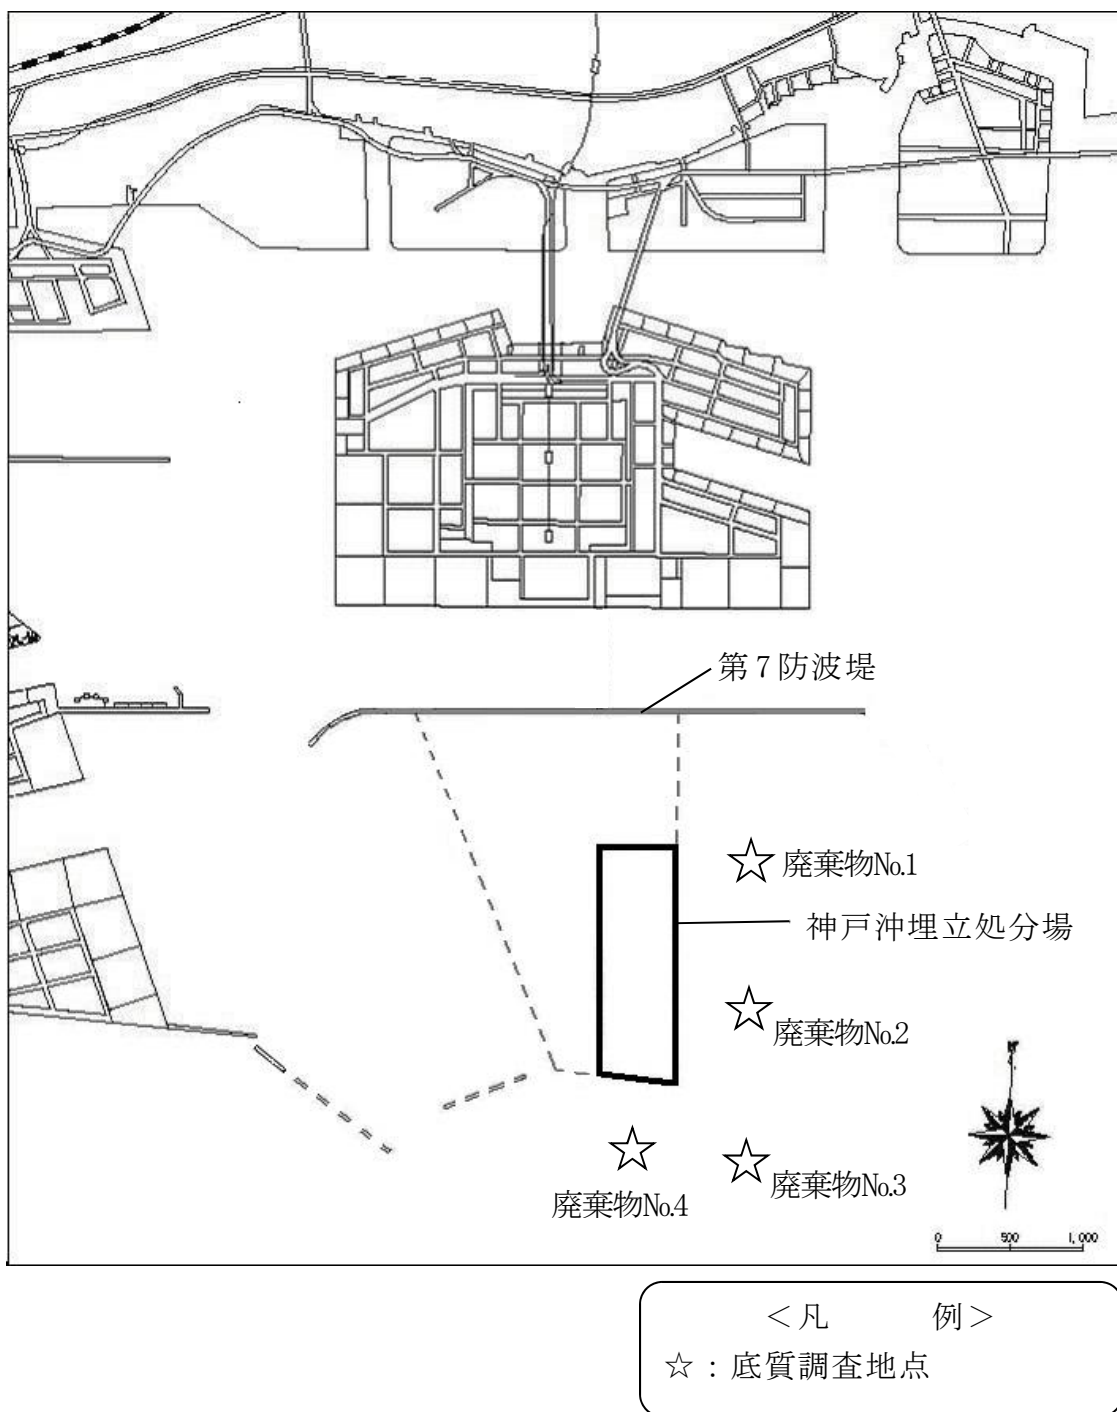 第7防波堤
廃棄物№1
神戸沖埋立処分場
廃棄物№2
廃棄物№3
廃棄物№4
N
0 500 1,000
＜凡　　例＞
☆：底質調査地点